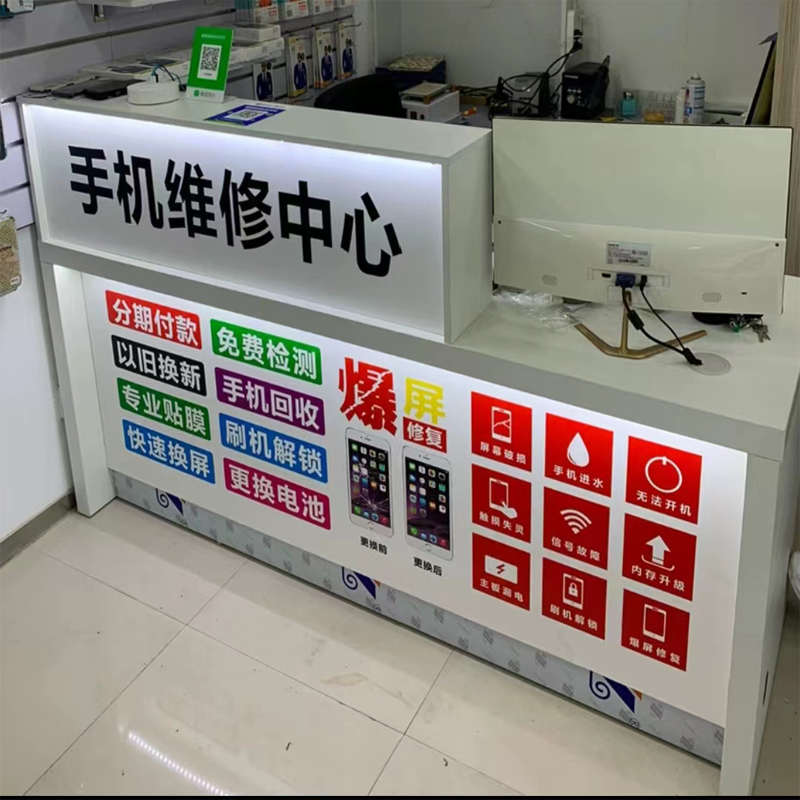 手机维修中心
分期付款
免费检测
以旧换新
手机回收
专业贴膜
刷机解锁
快速换屏
更换电池
爆屏
修复
更换前
更换后
屏幕破损
手机进水
无法开机
触摸失灵
信号故障
内存升级
主板漏电
刷机解锁
爆屏修复